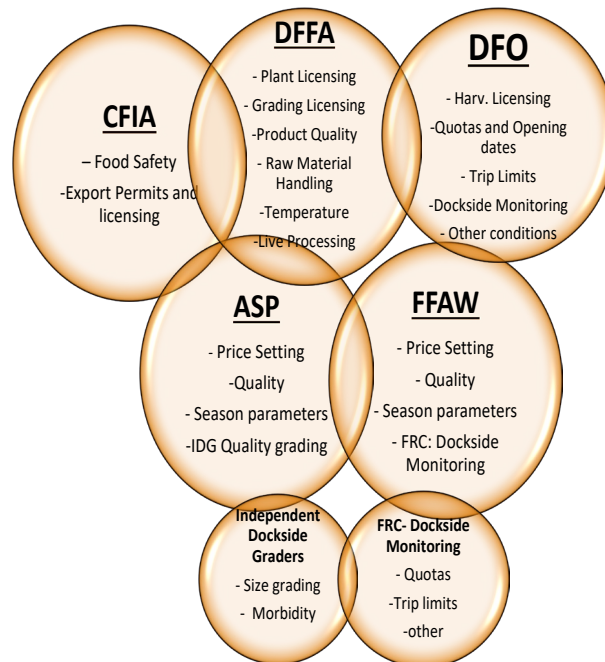 CFIA
– Food Safety
-Export Permits and
licensing
DFFA
- Plant Licensing
- Grading Licensing
-Product Quality
- Raw Material
Handling
-Temperature
-Live Processing
DFO
- Harv. Licensing
-Quotas and Opening
dates
- Trip Limits
-Dockside Monitoring
- Other conditions
ASP
- Price Setting
-Quality
- Season parameters
-IDG Quality grading
FFAW
- Price Setting
- Quality
- Season parameters
- FRC: Dockside
Monitoring
Independent
Dockside
Graders
- Size grading
- Morbidity
FRC- Dockside
Monitoring
- Quotas
-Trip limits
-other